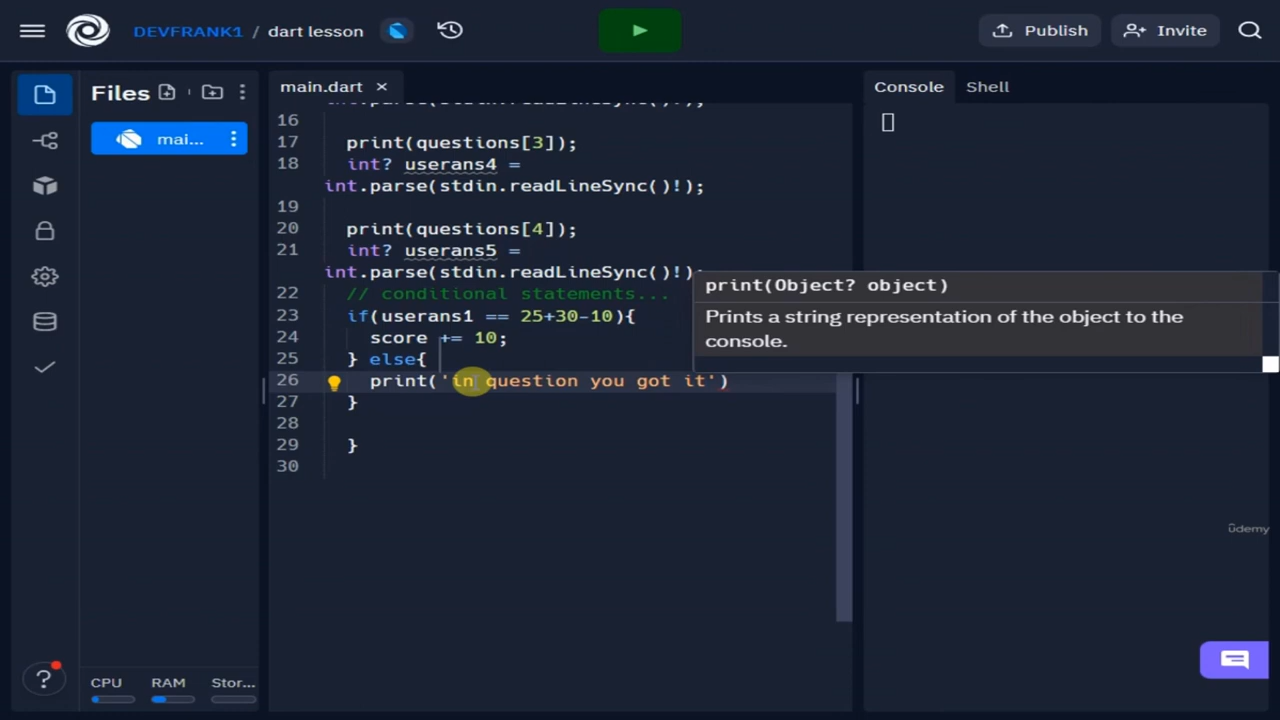 DEVFRANK1 / dart lesson
Publish
Invite
Files
mai...
main.dart ×
16
17 print(questions[3]);
18 int? userans4 =
int.parse(stdin.readLineSync()!);
19
20 print(questions[4]);
21 int? userans5 =
int.parse(stdin.readLineSync()!);
22 // conditional statements...
23 if(userans1 == 25+30-10){
24 score += 10;
25 } else{
26 print('in question you got it')
27 }
28
29 }
30
print(Object? object)
Prints a string representation of the object to the
console.
Console Shell
ûdemy
?
CPU RAM Stor...